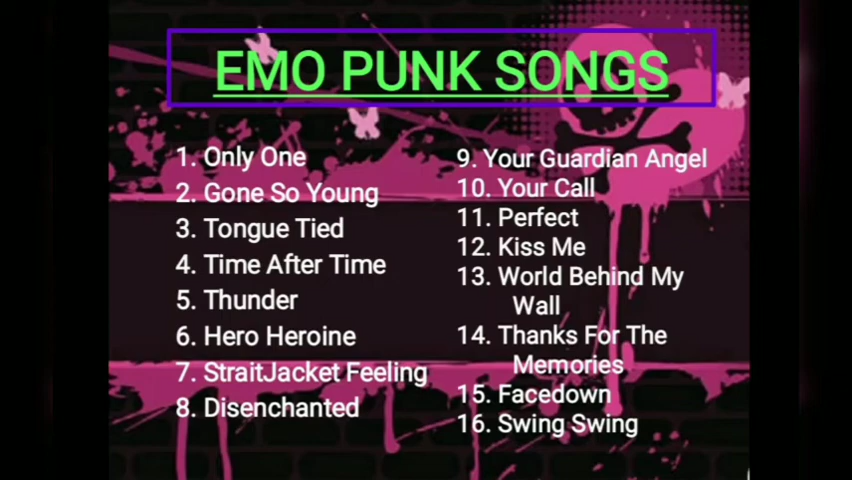 EMO PUNK SONGS
1. Only One
2. Gone So Young
3. Tongue Tied
4. Time After Time
5. Thunder
6. Hero Heroine
7. StraitJacket Feeling
8. Disenchanted
9. Your Guardian Angel
10. Your Call
11. Perfect
12. Kiss Me
13. World Behind My
Wall
14. Thanks For The
Memories
15. Facedown
16. Swing Swing